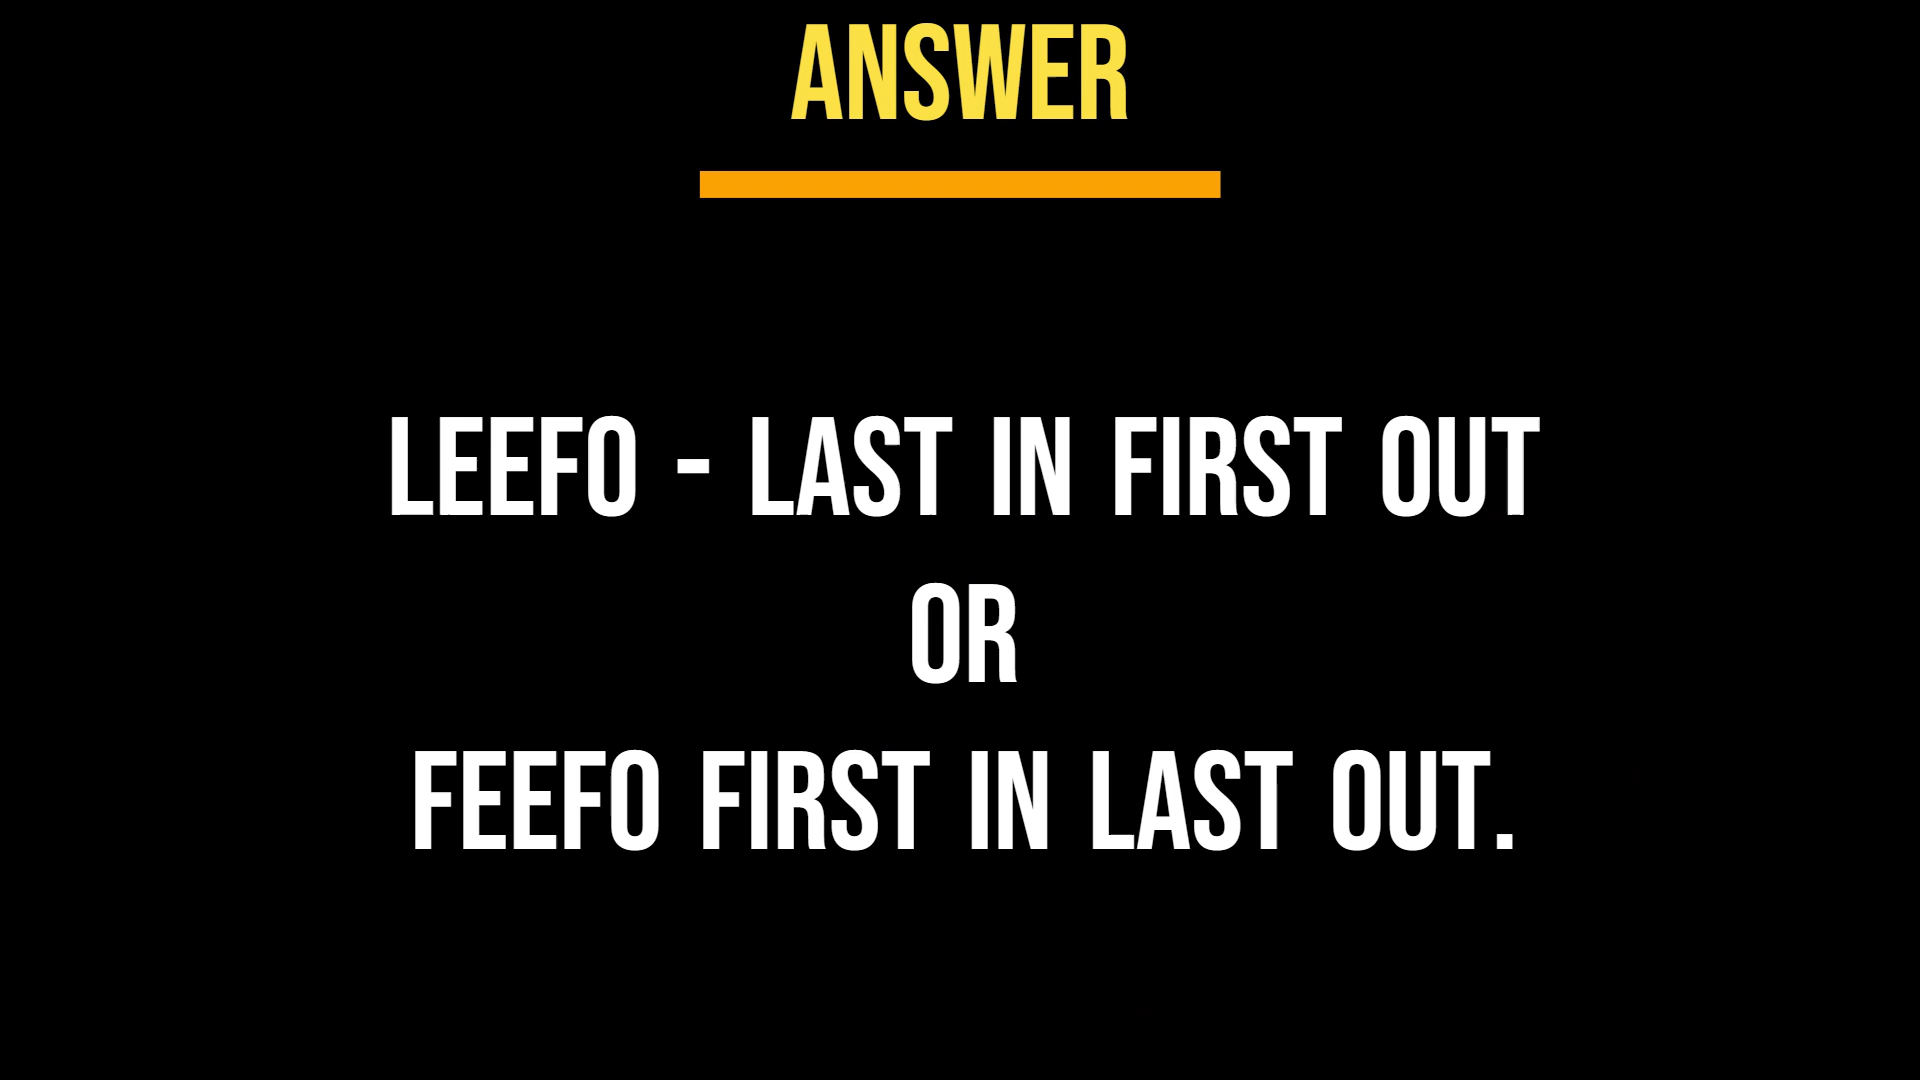 ANSWER
LEEFO - LAST IN FIRST OUT
OR
FEEFO FIRST IN LAST OUT.